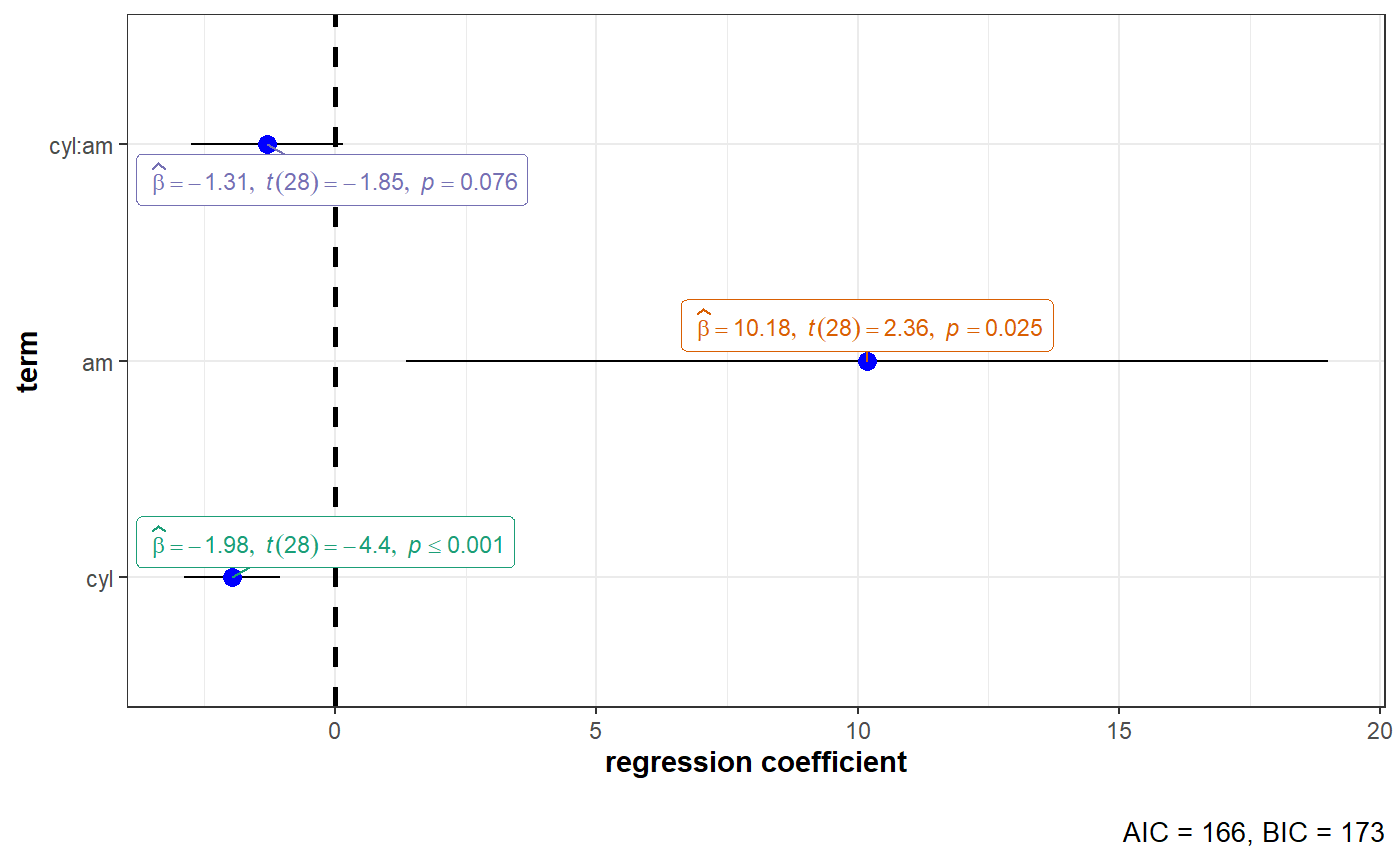 cyl:am
β̂ = −1.31, t(28) = −1.85, p = 0.076
β̂ = 10.18, t(28) = 2.36, p = 0.025
am
term
β̂ = −1.98, t(28) = −4.4, p ≤ 0.001
cyl
0 5 10 15 20
regression coefficient
AIC = 166, BIC = 173